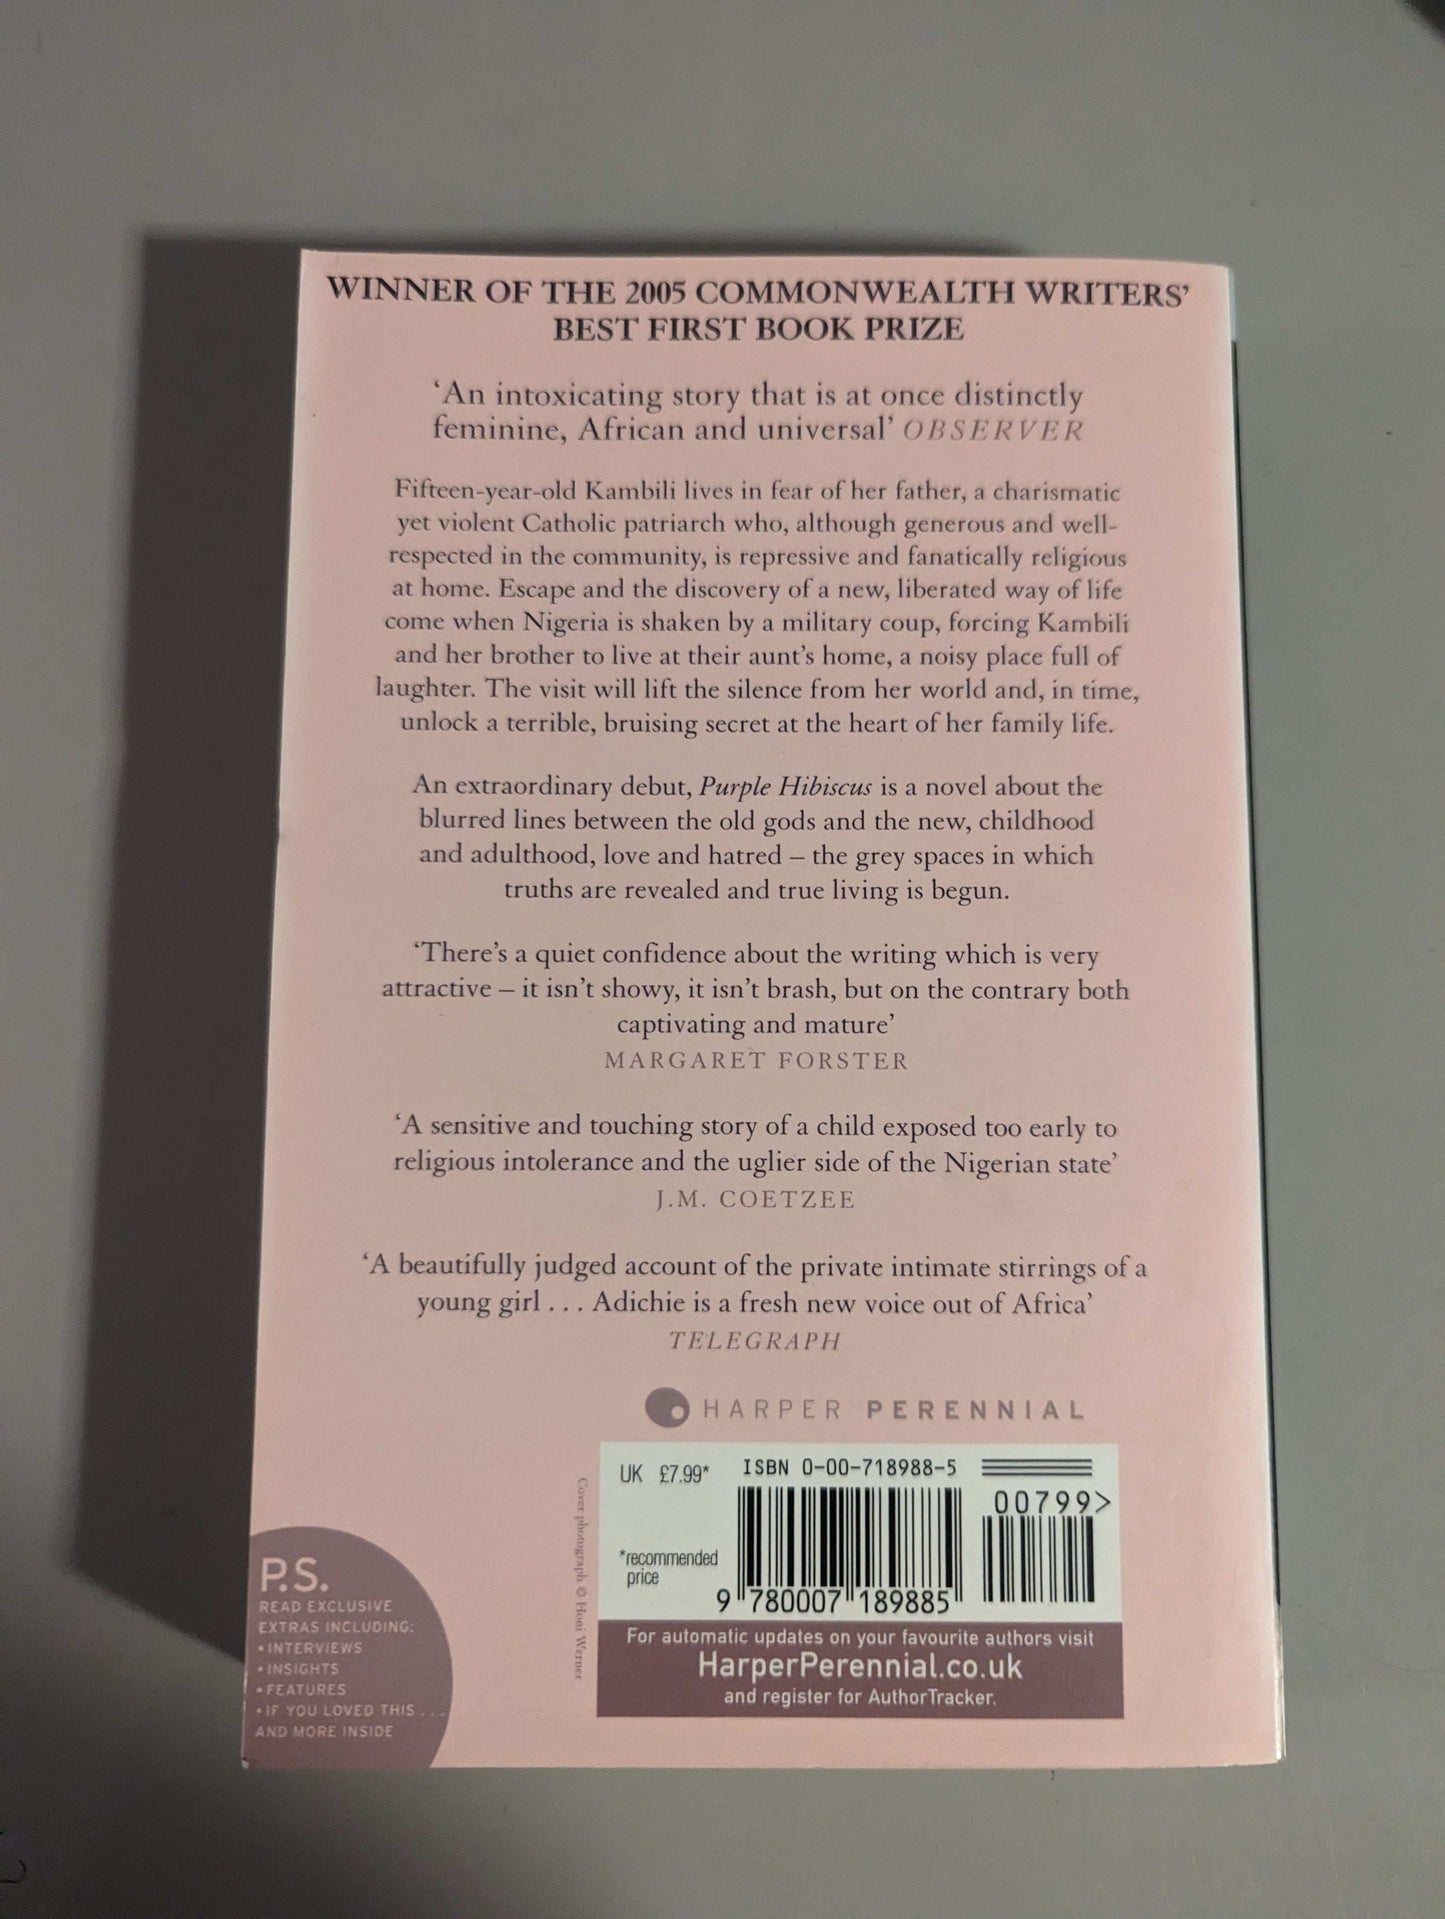 WINNER OF THE 2005 COMMONWEALTH WRITERS'
BEST FIRST BOOK PRIZE
‘An intoxicating story that is at once distinctly
feminine, African and universal’ OBSERVER
Fifteen-year-old Kambili lives in fear of her father, a charismatic
yet violent Catholic patriarch who, although generous and well-
respected in the community, is repressive and fanatically religious
at home. Escape and the discovery of a new, liberated way of life
come when Nigeria is shaken by a military coup, forcing Kambili
and her brother to live at their aunt’s home, a noisy place full of
laughter. The visit will lift the silence from her world and, in time,
unlock a terrible, bruising secret at the heart of her family life.
An extraordinary debut, Purple Hibiscus is a novel about the
blurred lines between the old gods and the new, childhood
and adulthood, love and hatred – the grey spaces in which
truths are revealed and true living is begun.
‘There’s a quiet confidence about the writing which is very
attractive – it isn’t showy, it isn’t brash, but on the contrary both
captivating and mature’
MARGARET FORSTER
‘A sensitive and touching story of a child exposed too early to
religious intolerance and the uglier side of the Nigerian state’
J.M. COETZEE
‘A beautifully judged account of the private intimate stirrings of a
young girl . . . Adichie is a fresh new voice out of Africa’
TELEGRAPH
HARPER PERENNIAL
UK £7.99*
ISBN 0-00-718988-5
00799>
*recommended
price
9 780007 189885
For automatic updates on your favourite authors visit
HarperPerennial.co.uk
and register for AuthorTracker.
Cover photograph © Honi Werner
P.S.
READ EXCLUSIVE
EXTRAS INCLUDING:
• INTERVIEWS
• INSIGHTS
• FEATURES
• IF YOU LOVED THIS . . .
AND MORE INSIDE